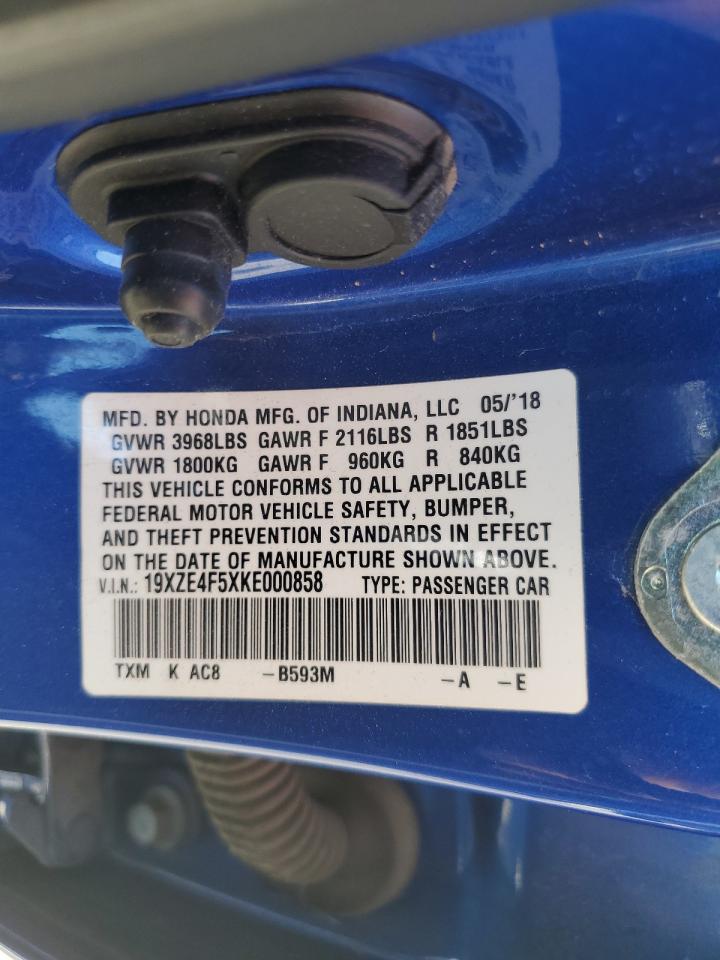 MFD. BY HONDA MFG. OF INDIANA, LLC 05/'18
GVWR 3968LBS GAWR F 2116LBS R 1851LBS
GVWR 1800KG GAWR F 960KG R 840KG
THIS VEHICLE CONFORMS TO ALL APPLICABLE
FEDERAL MOTOR VEHICLE SAFETY, BUMPER,
AND THEFT PREVENTION STANDARDS IN EFFECT
ON THE DATE OF MANUFACTURE SHOWN ABOVE.
V.I.N.: 19XZE4F5XKE000858 TYPE: PASSENGER CAR
TXM K AC8 -B593M -A -E